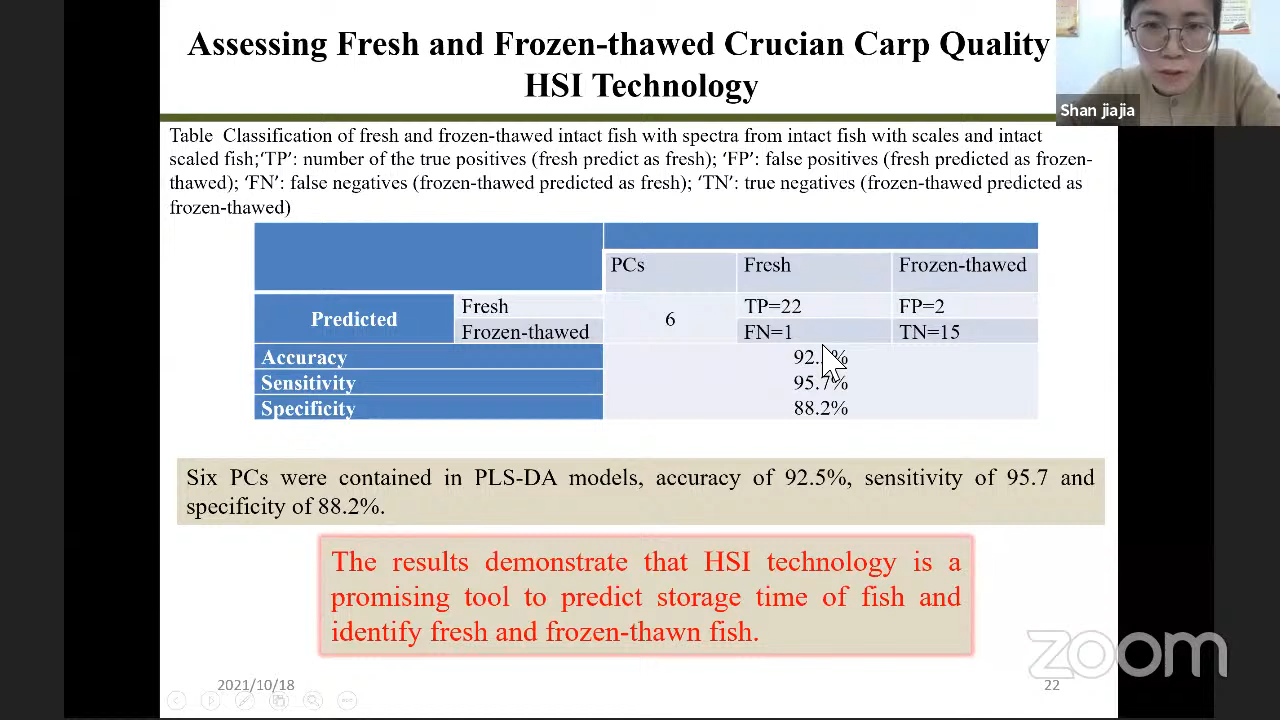 Assessing Fresh and Frozen-thawed Crucian Carp Quality
HSI Technology
Shan jiajia
Table Classification of fresh and frozen-thawed intact fish with spectra from intact fish with scales and intact
scaled fish;‘TP’: number of the true positives (fresh predict as fresh); ‘FP’: false positives (fresh predicted as frozen-
thawed); ‘FN’: false negatives (frozen-thawed predicted as fresh); ‘TN’: true negatives (frozen-thawed predicted as
frozen-thawed)
PCs Fresh Frozen-thawed
Predicted Fresh 6 TP=22 FP=2
Frozen-thawed FN=1 TN=15
Accuracy
Sensitivity 95.7%
Specificity 88.2%
Six PCs were contained in PLS-DA models, accuracy of 92.5%, sensitivity of 95.7 and
specificity of 88.2%.
The results demonstrate that HSI technology is a
promising tool to predict storage time of fish and
identify fresh and frozen-thawn fish.
zoom
2021/10/18
22